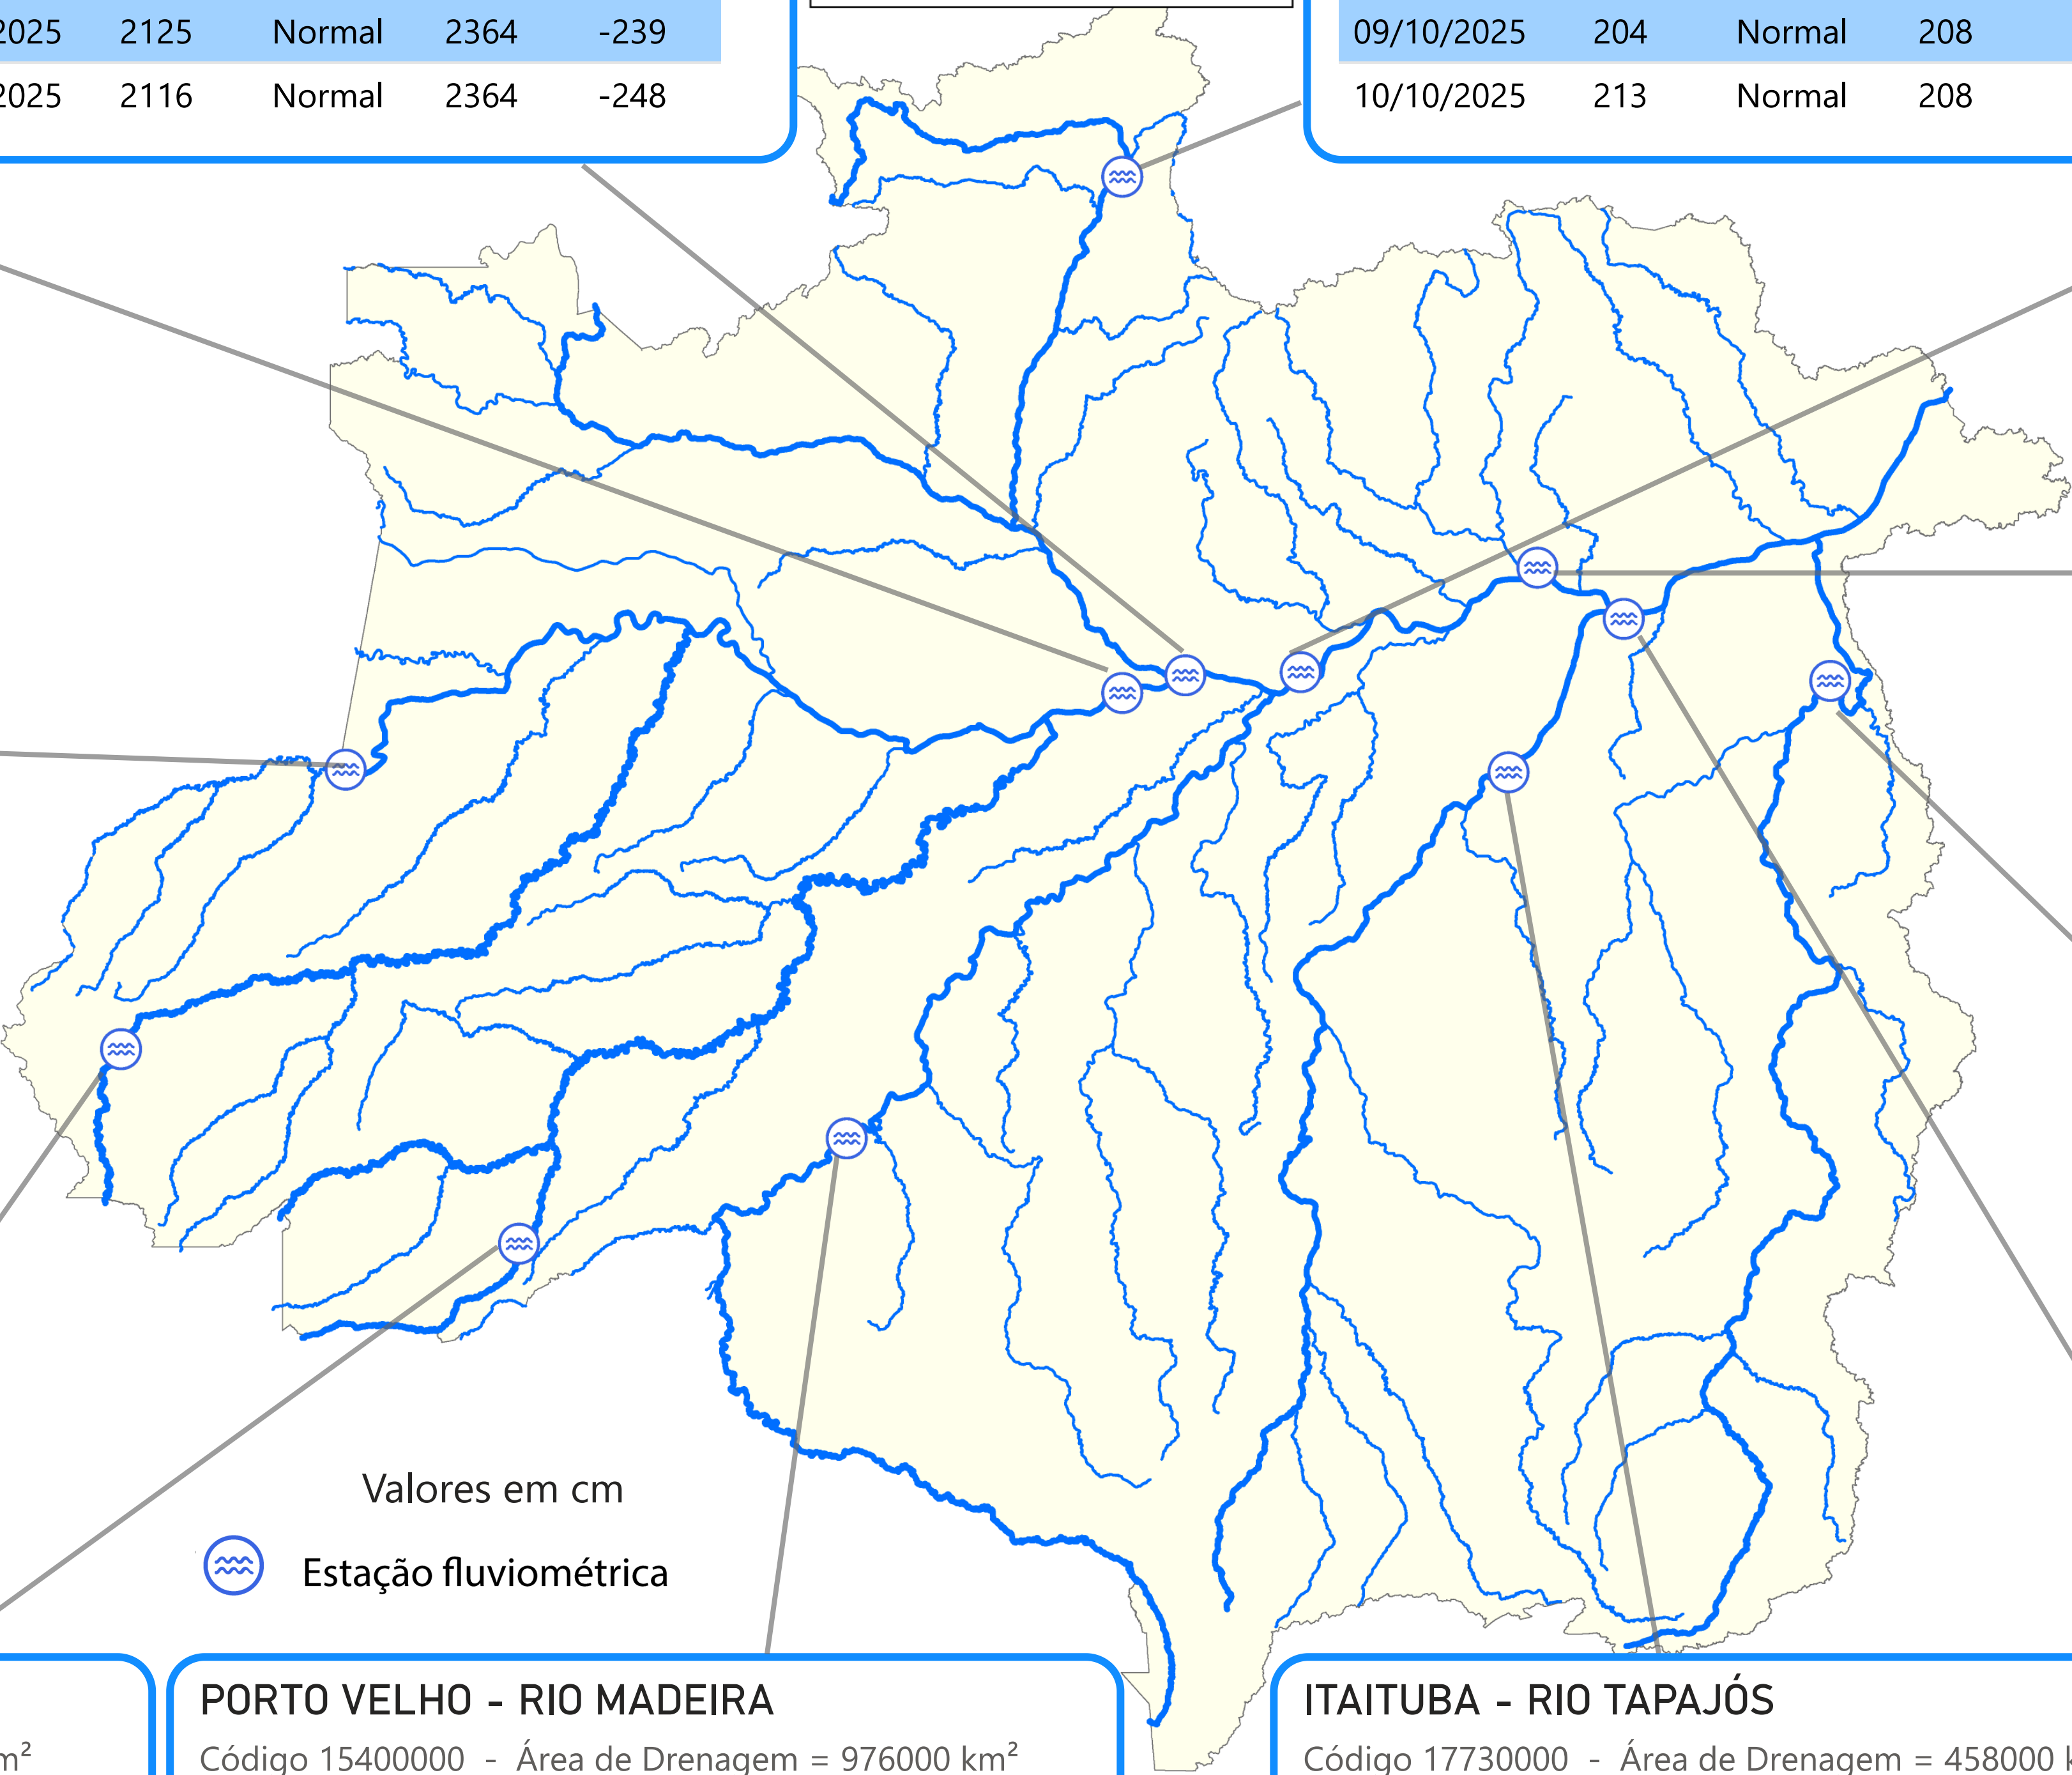 2025 2125 Normal 2364 -239
2025 2116 Normal 2364 -248
09/10/2025 204 Normal 208
10/10/2025 213 Normal 208
Valores em cm
Estação fluviométrica
m²
PORTO VELHO - RIO MADEIRA
Código 15400000 - Área de Drenagem = 976000 km²
ITAITUBA - RIO TAPAJÓS
Código 17730000 - Área de Drenagem = 458000